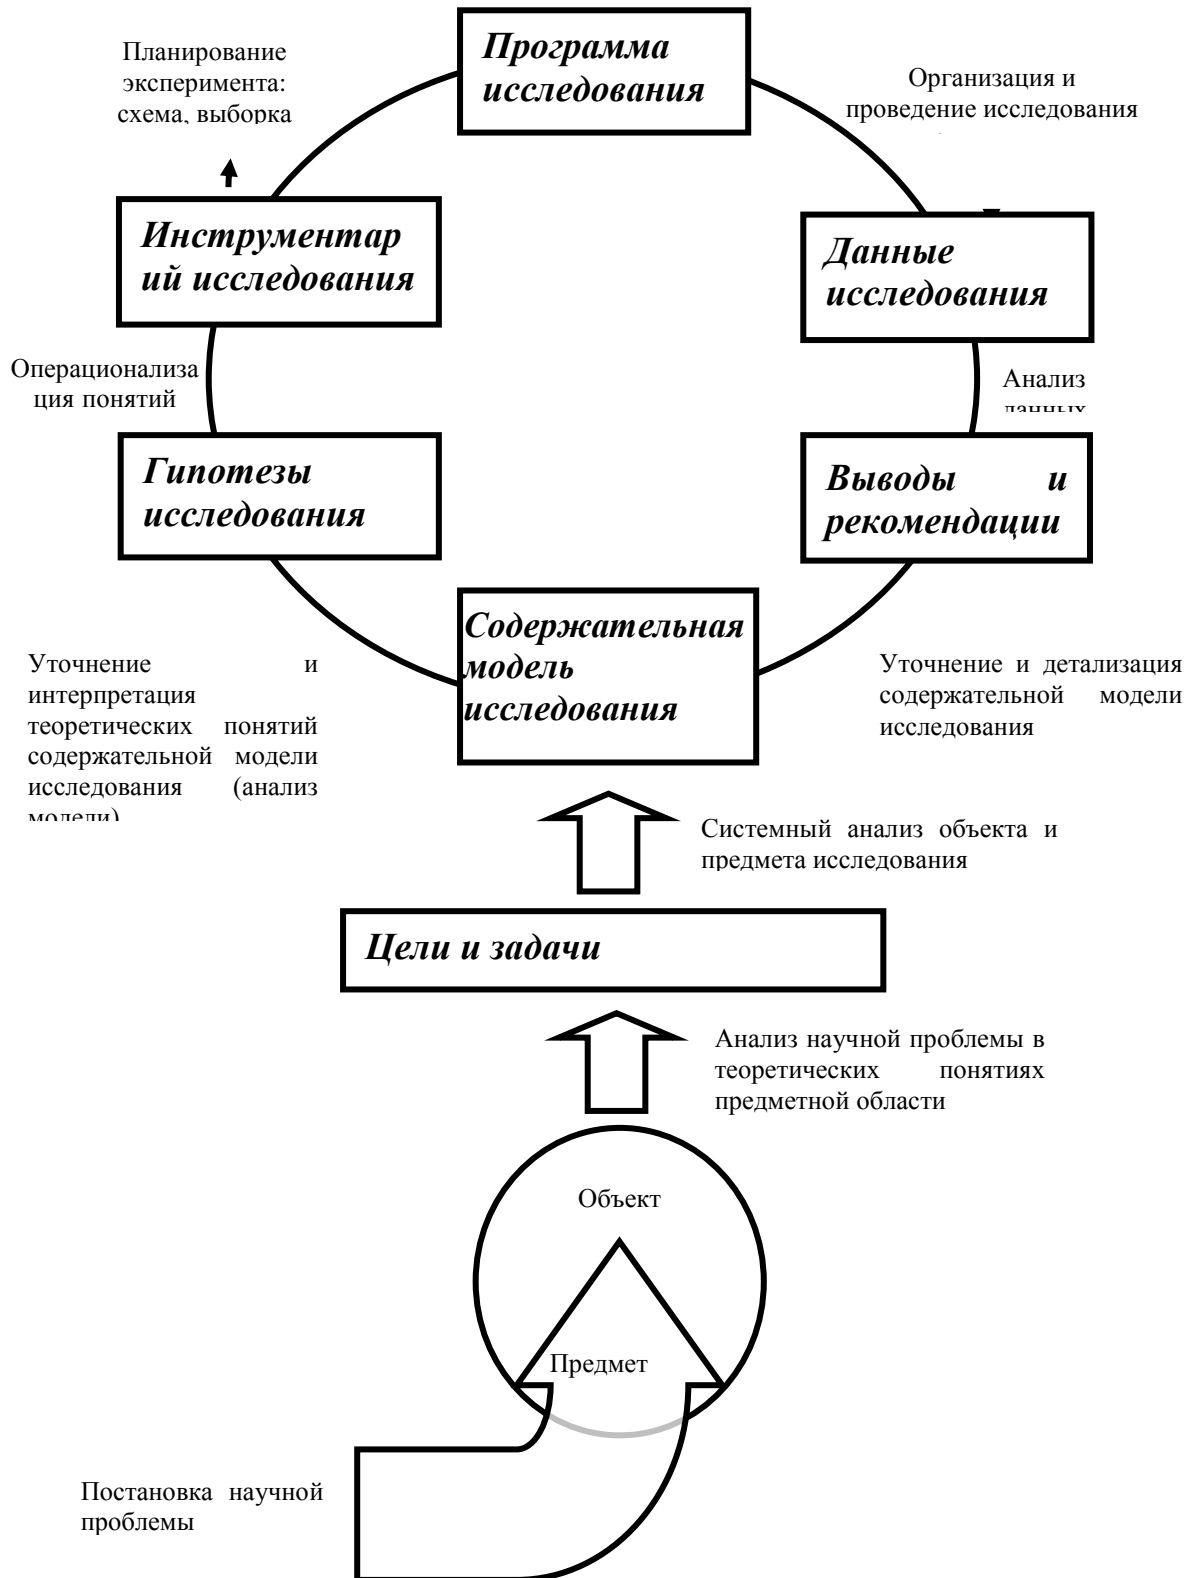 Программа
исследования
Планирование
эксперимента:
схема, выборка
Организация и
проведение исследования
Инструментар
ий исследования
Данные
исследования
Операционализа
ция понятий
Анализ
данных
Гипотезы
исследования
Выводы и
рекомендации
Содержательная
модель
исследования
Уточнение и
интерпретация
теоретических понятий
содержательной модели
исследования (анализ
модели)
Уточнение и детализация
содержательной модели
исследования
Системный анализ объекта и
предмета исследования
Цели и задачи
Анализ научной проблемы в
теоретических понятиях
предметной области
Объект
Предмет
Постановка научной
проблемы